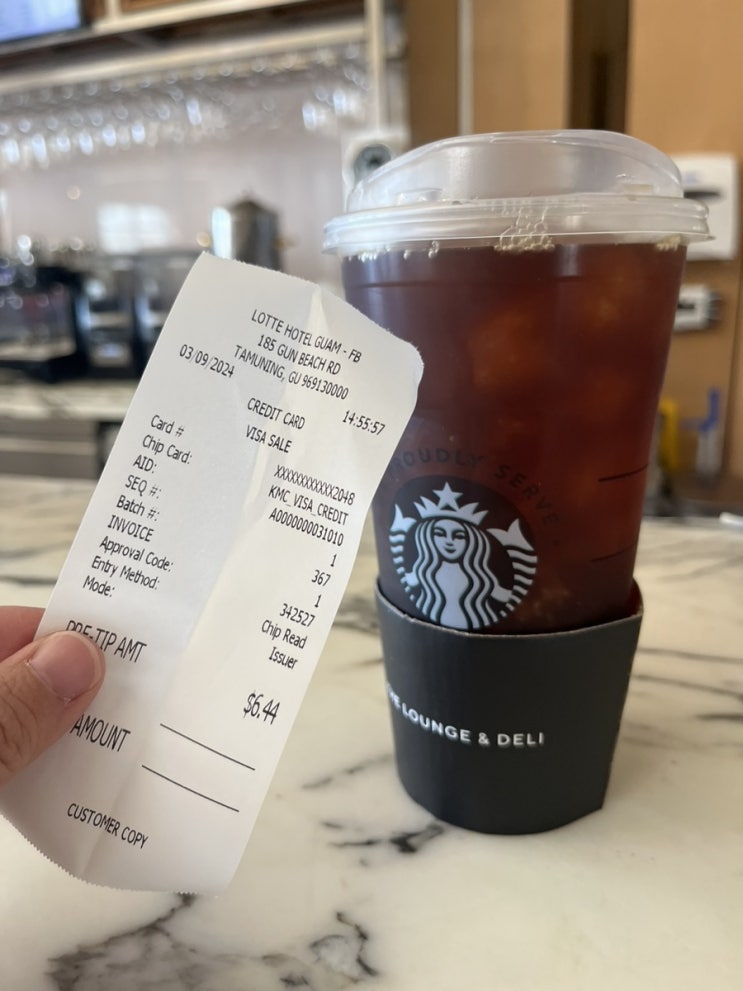 LOTTE HOTEL GUAM - FB
185 GUN BEACH RD
TAMUNING, GU 969130000
03/09/2024 14:55:57
CREDIT CARD
VISA SALE
Card # XXXXXXXXXXXX2048
Chip Card: KMC_VISA_CREDIT
AID: A0000000031010
SEQ #: 1
Batch #: 367
INVOICE 1
Approval Code: 342527
Entry Method: Chip Read
Mode: Issuer
PRE-TIP AMT $6.44
AMOUNT
CUSTOMER COPY
PROUDLY SERVE
THE LOUNGE & DELI